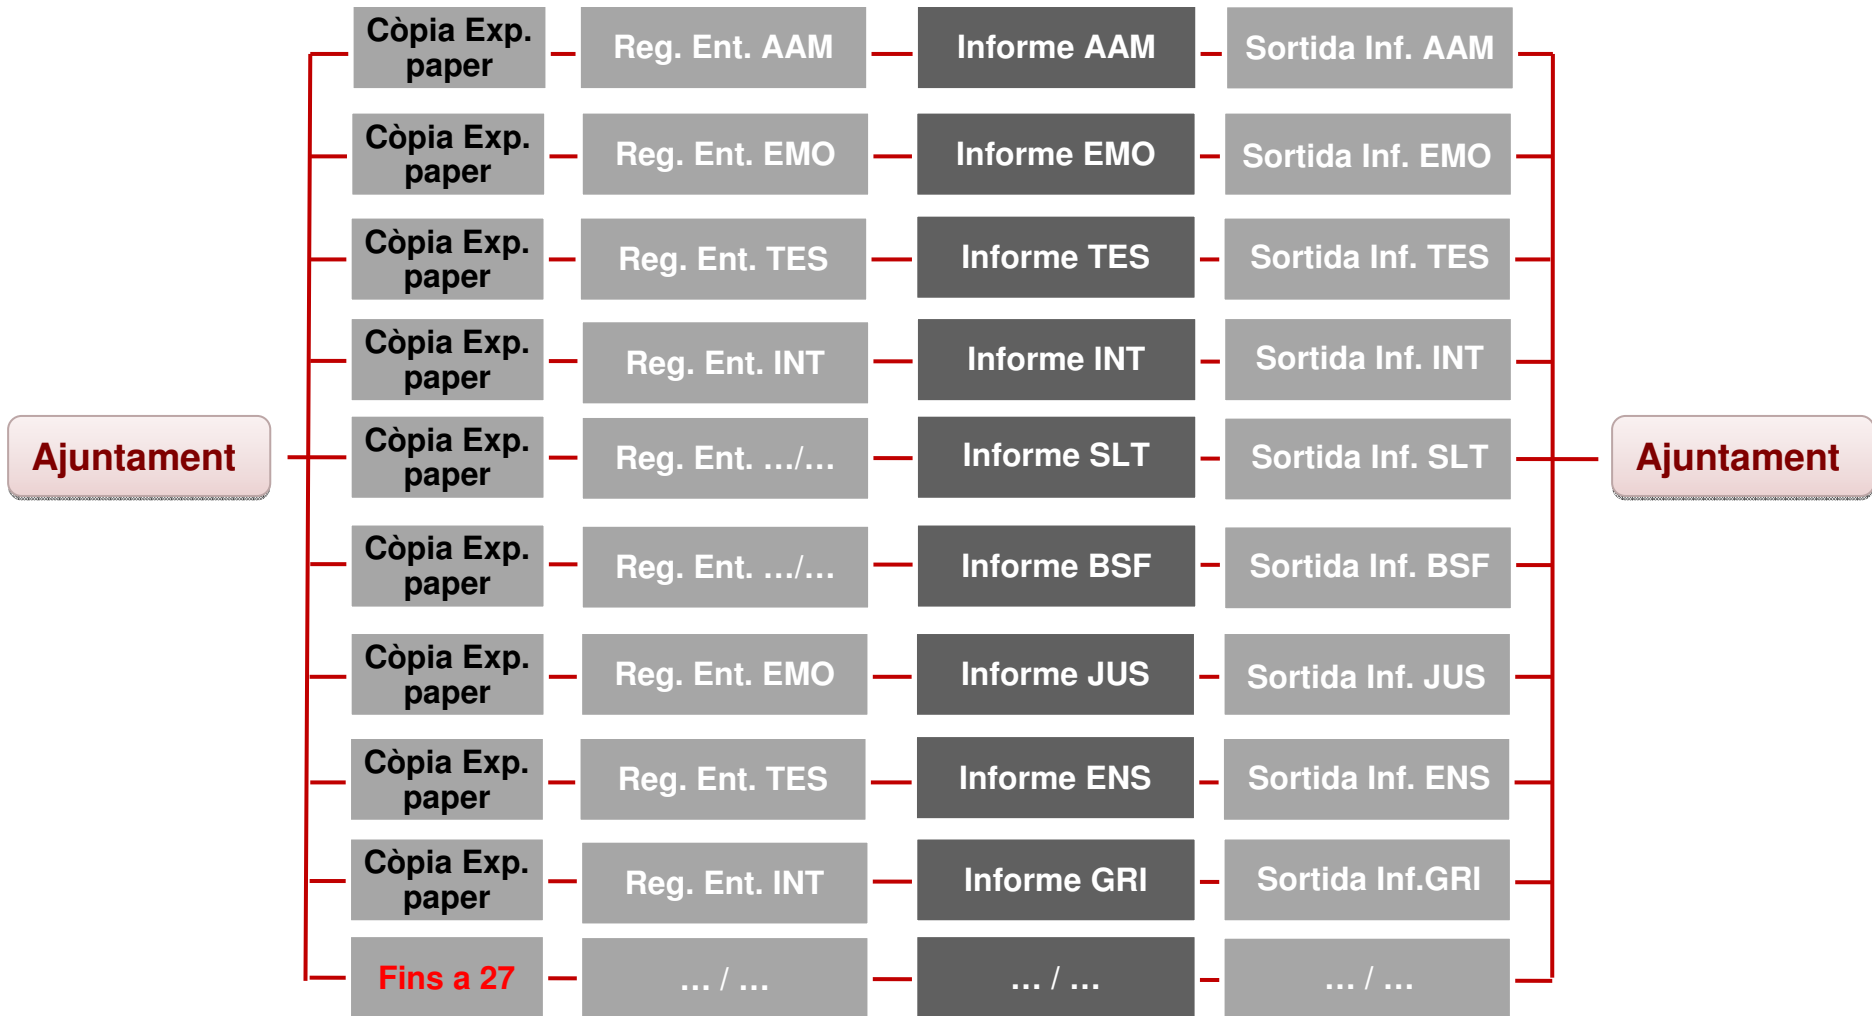 Ajuntament
Còpia Exp.
paper
Reg. Ent. AAM
Informe AAM
Sortida Inf. AAM
Còpia Exp.
paper
Reg. Ent. EMO
Informe EMO
Sortida Inf. EMO
Còpia Exp.
paper
Reg. Ent. TES
Informe TES
Sortida Inf. TES
Còpia Exp.
paper
Reg. Ent. INT
Informe INT
Sortida Inf. INT
Còpia Exp.
paper
Reg. Ent. .../...
Informe SLT
Sortida Inf. SLT
Còpia Exp.
paper
Reg. Ent. .../...
Informe BSF
Sortida Inf. BSF
Còpia Exp.
paper
Reg. Ent. EMO
Informe JUS
Sortida Inf. JUS
Còpia Exp.
paper
Reg. Ent. TES
Informe ENS
Sortida Inf. ENS
Còpia Exp.
paper
Reg. Ent. INT
Informe GRI
Sortida Inf.GRI
Fins a 27
... / ...
... / ...
... / ...
Ajuntament